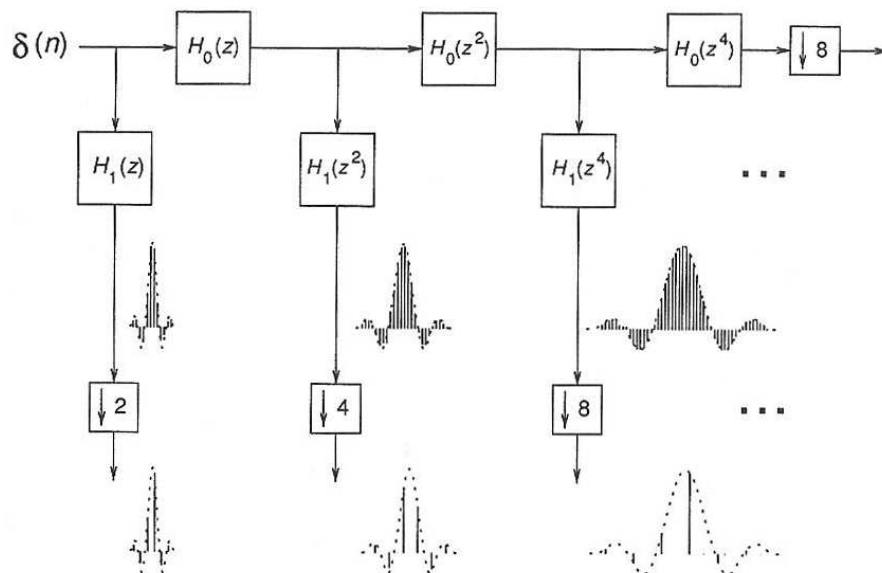 δ(n)
H₀(z)
H₀(z²)
H₀(z⁴)
↓ 8
H₁(z)
H₁(z²)
H₁(z⁴)
...
↓ 2
↓ 4
↓ 8
...